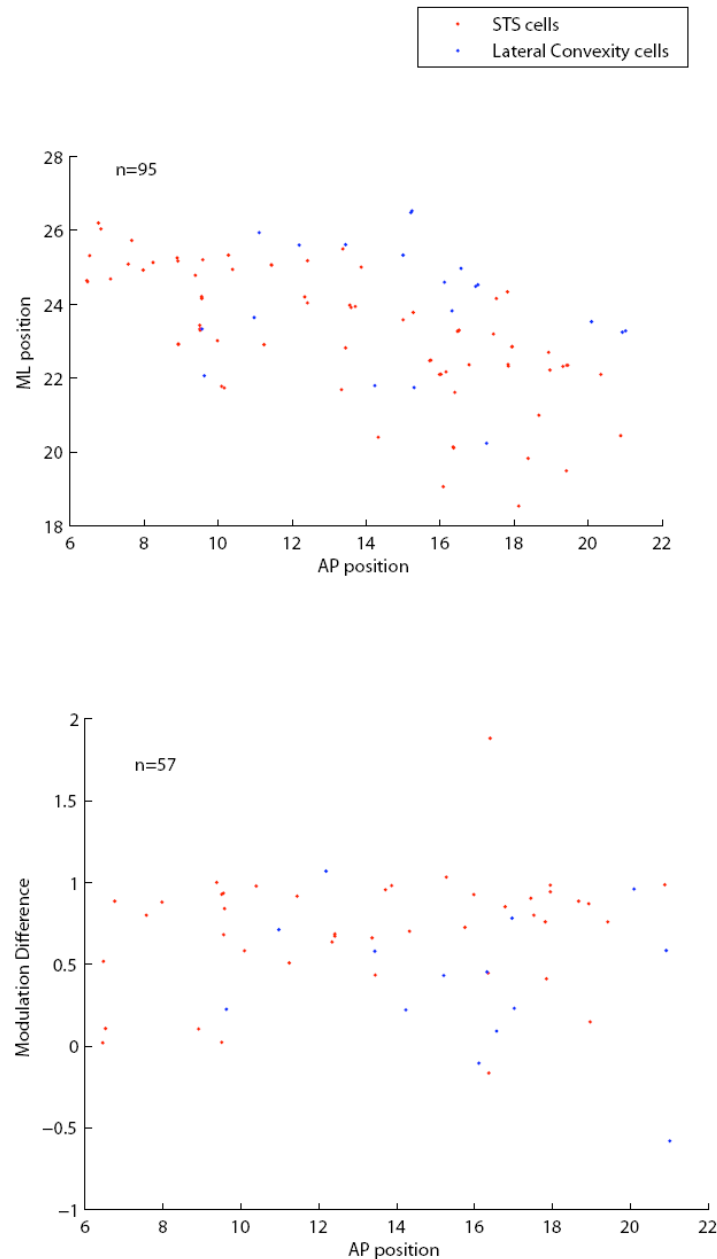 STS cells
Lateral Convexity cells
n=95
28
26
24
22
20
18
ML position
6 8 10 12 14 16 18 20 22
AP position
n=57
2
1.5
1
0.5
0
−0.5
−1
Modulation Difference
6 8 10 12 14 16 18 20 22
AP position